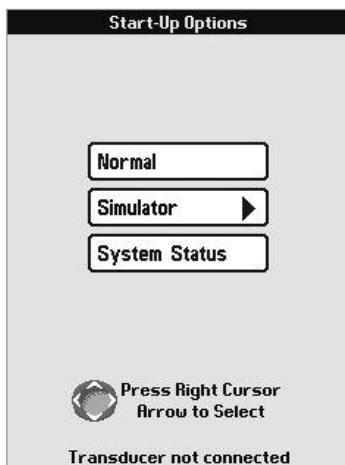 Start-Up Options
Normal
Simulator
System Status
Press Right Cursor
Arrow to Select
Transducer not connected